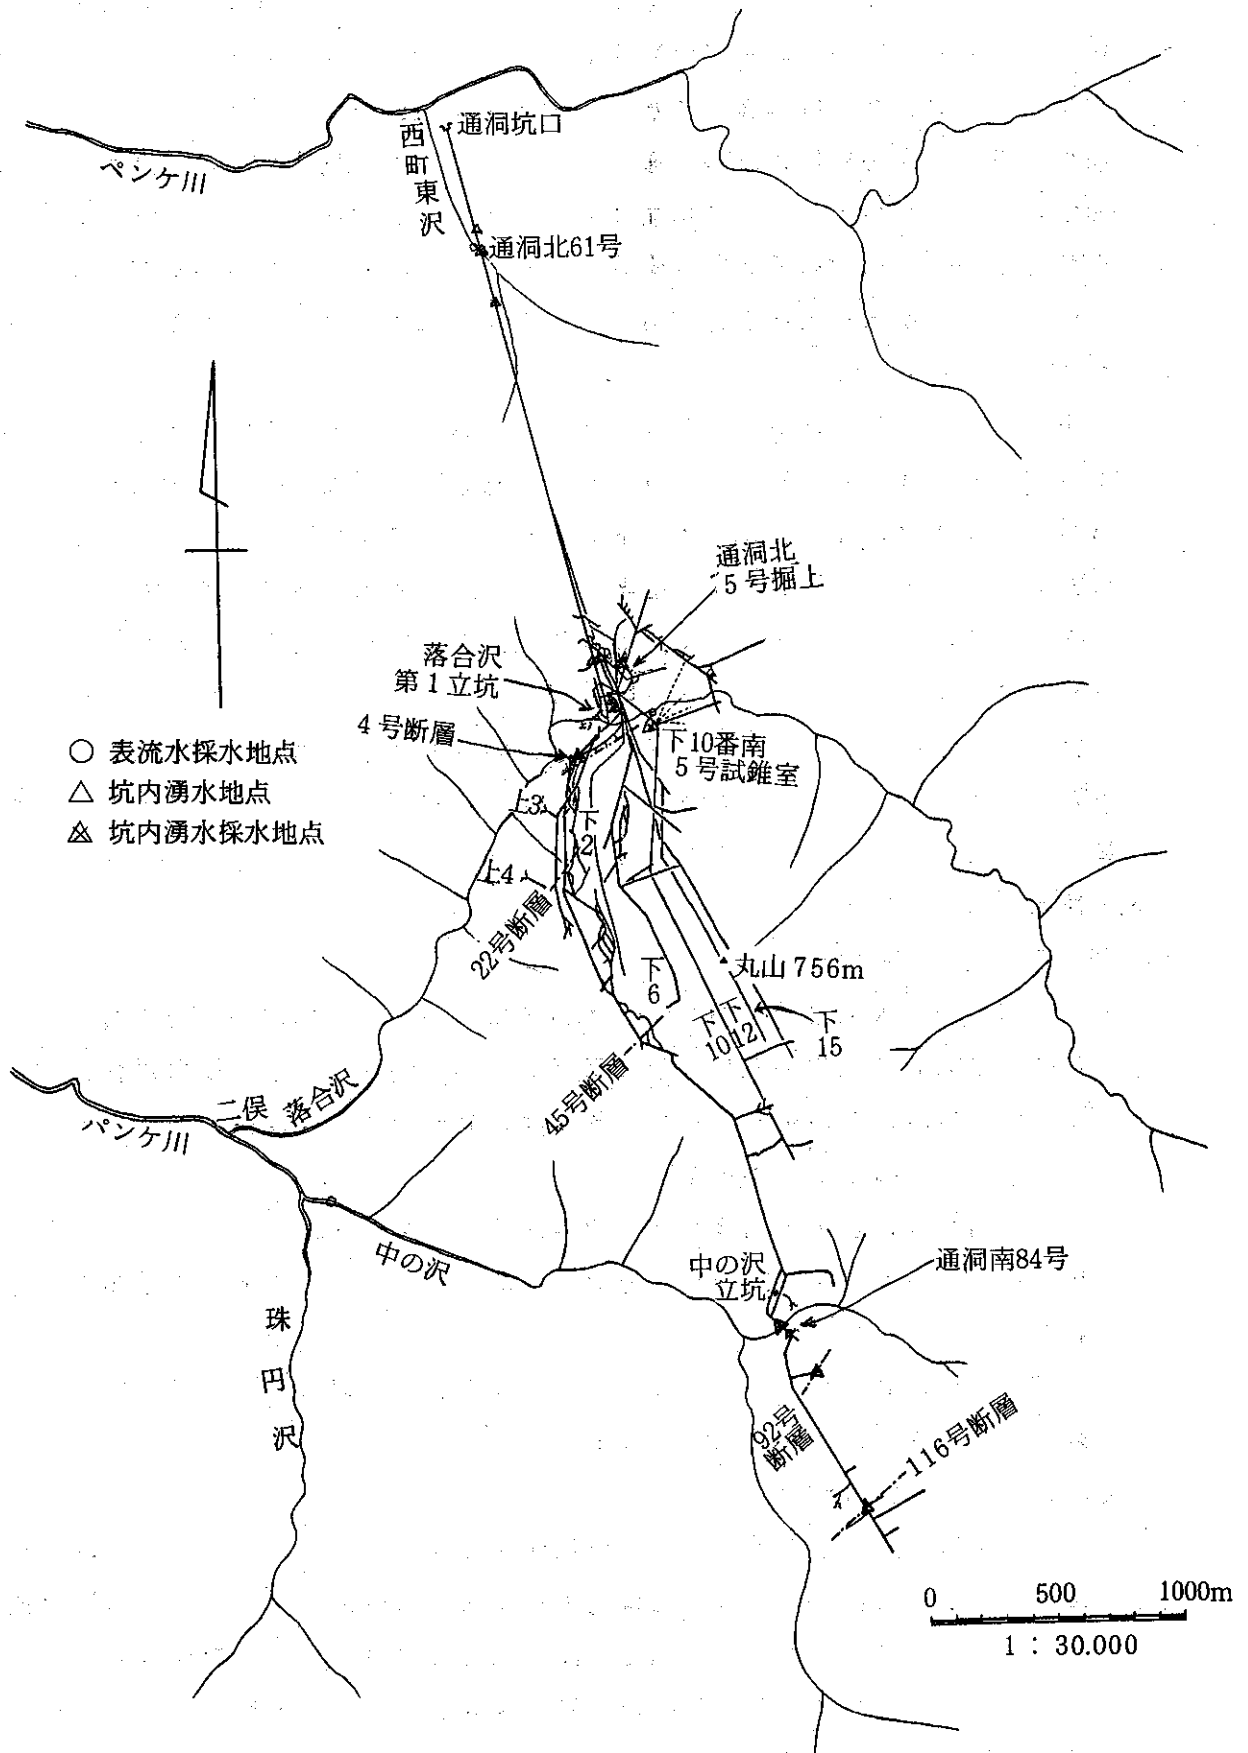 通洞坑口
ペンケ川
西町東沢
通洞北61号
通洞北
5号掘上
落合沢
第1立坑
4号断層
下10番南
5号試錐室
○ 表流水採水地点
△ 坑内湧水地点
坑内湧水採水地点
上3
下2
上4
22号断層
丸山 756m
下6
下10
下12
下15
45号断層
二俣
落合沢
パンケ川
中の沢
中の沢
立坑
通洞南84号
珠円沢
92号
断層
116号断層
0 500 1000m
1 : 30.000